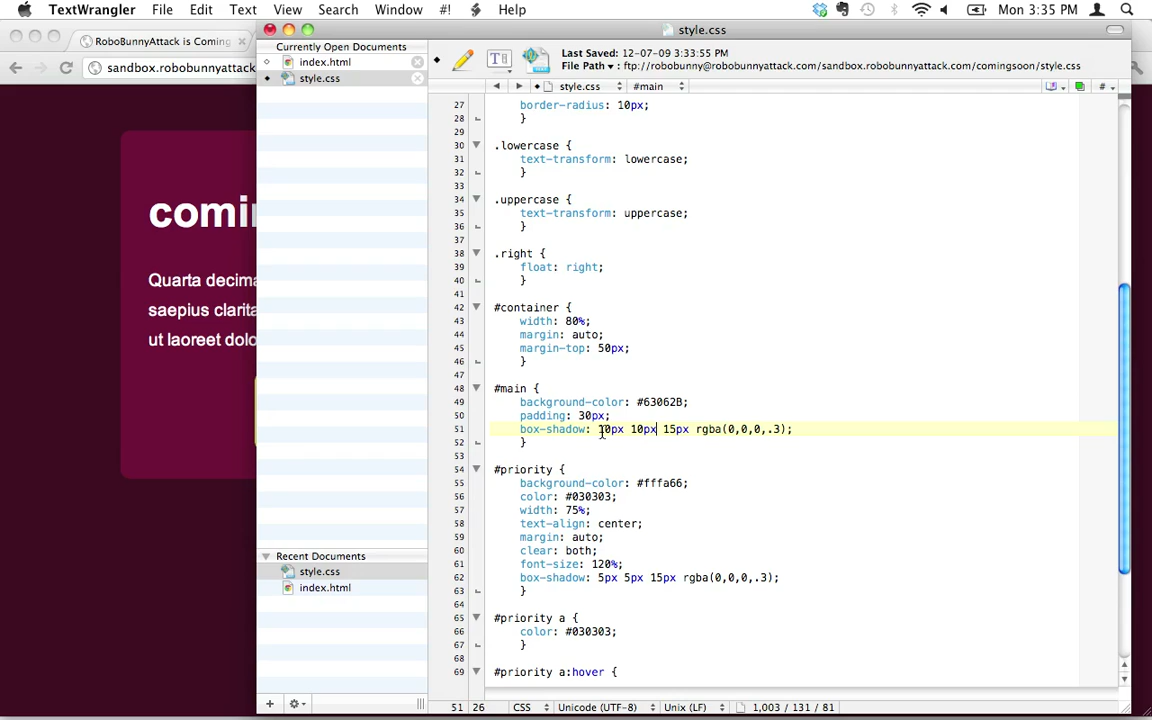 TextWrangler File Edit Text View Search Window Help Mon 3:35 PM
style.css
Currently Open Documents
index.html
style.css
RoboBunnyAttack is Coming
sandbox.robobunnyattack
Last Saved: 12-07-09 3:33:55 PM
File Path ▾ : ftp://robobunny@robobunnyattack.com/sandbox.robobunnyattack.com/comingsoon/style.css
style.css #main
27 border-radius: 10px;
28 }
29
30 .lowercase {
31 text-transform: lowercase;
32 }
33
34 .uppercase {
35 text-transform: uppercase;
36 }
37
38 .right {
39 float: right;
40 }
41
42 #container {
43 width: 80%;
44 margin: auto;
45 margin-top: 50px;
46 }
47
48 #main {
49 background-color: #63062B;
50 padding: 30px;
51 box-shadow: 10px 10px 15px rgba(0,0,0,.3);
52 }
53
54 #priority {
55 background-color: #fffa66;
56 color: #030303;
57 width: 75%;
58 text-align: center;
59 margin: auto;
60 clear: both;
61 font-size: 120%;
62 box-shadow: 5px 5px 15px rgba(0,0,0,.3);
63 }
64
65 #priority a {
66 color: #030303;
67 }
68
69 #priority a:hover {
comin
Quarta decima
saepius clarita
ut laoreet dolo
Recent Documents
style.css
index.html
51 26 CSS Unicode (UTF-8) Unix (LF) 1,003 / 131 / 81